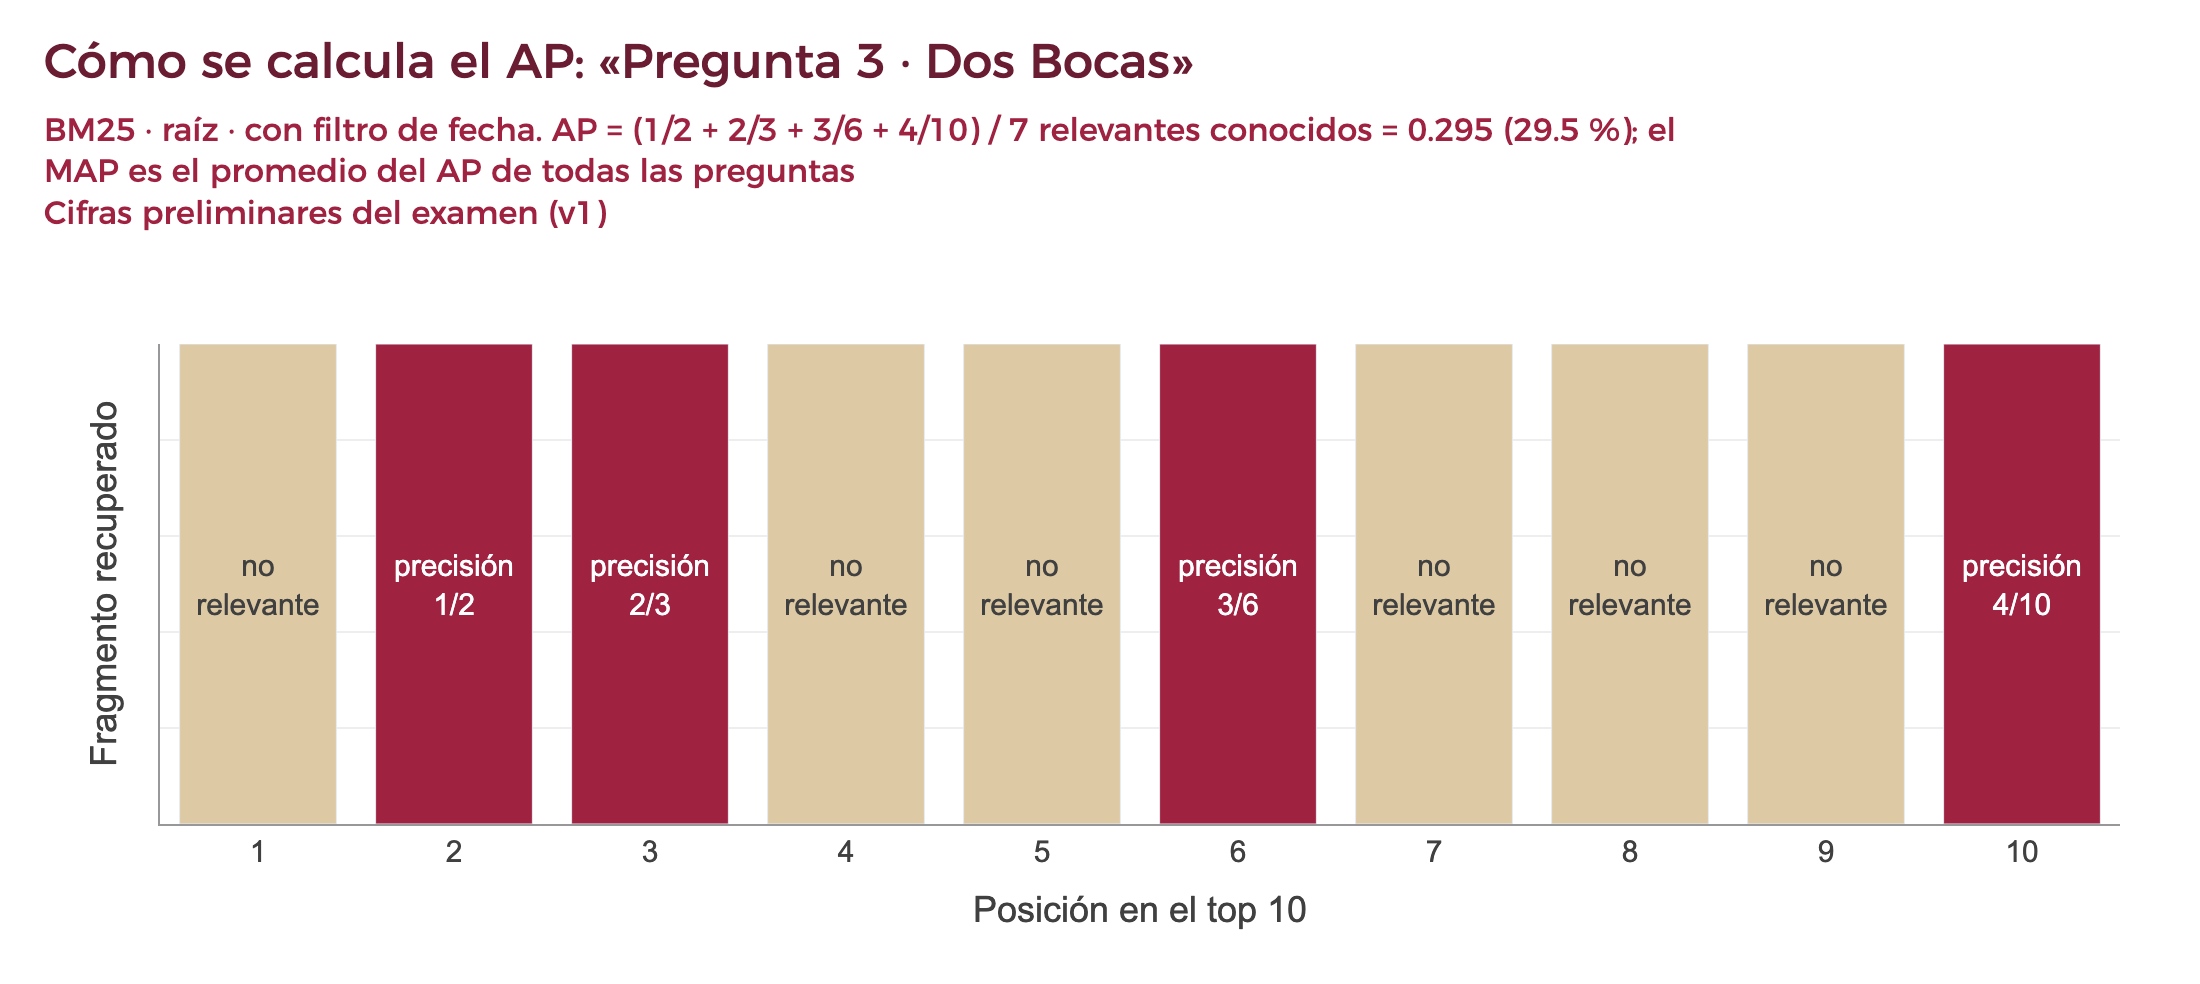 Cómo se calcula el AP: «Pregunta 3 · Dos Bocas»
BM25 · raíz · con filtro de fecha. AP = (1/2 + 2/3 + 3/6 + 4/10) / 7 relevantes conocidos = 0.295 (29.5 %); el
MAP es el promedio del AP de todas las preguntas
Cifras preliminares del examen (v1)
Fragmento recuperado
no
relevante
precisión
1/2
precisión
2/3
no
relevante
no
relevante
precisión
3/6
no
relevante
no
relevante
no
relevante
precisión
4/10
1 2 3 4 5 6 7 8 9 10
Posición en el top 10